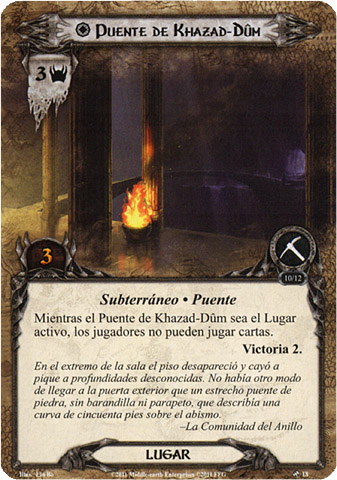 Puente de Khazad-Dûm
3
3
10/12
Subterráneo • Puente
Mientras el Puente de Khazad-Dûm sea el Lugar
activo, los jugadores no pueden jugar cartas.
Victoria 2.
En el extremo de la sala el piso desapareció y cayó a
pique a profundidades desconocidas. No había otro modo
de llegar a la puerta exterior que un estrecho puente de
piedra, sin barandilla ni parapeto, que describía una
curva de cincuenta pies sobre el abismo.
–La Comunidad del Anillo
LUGAR
©2011 Middle-earth Enterprises ©2011 FFG